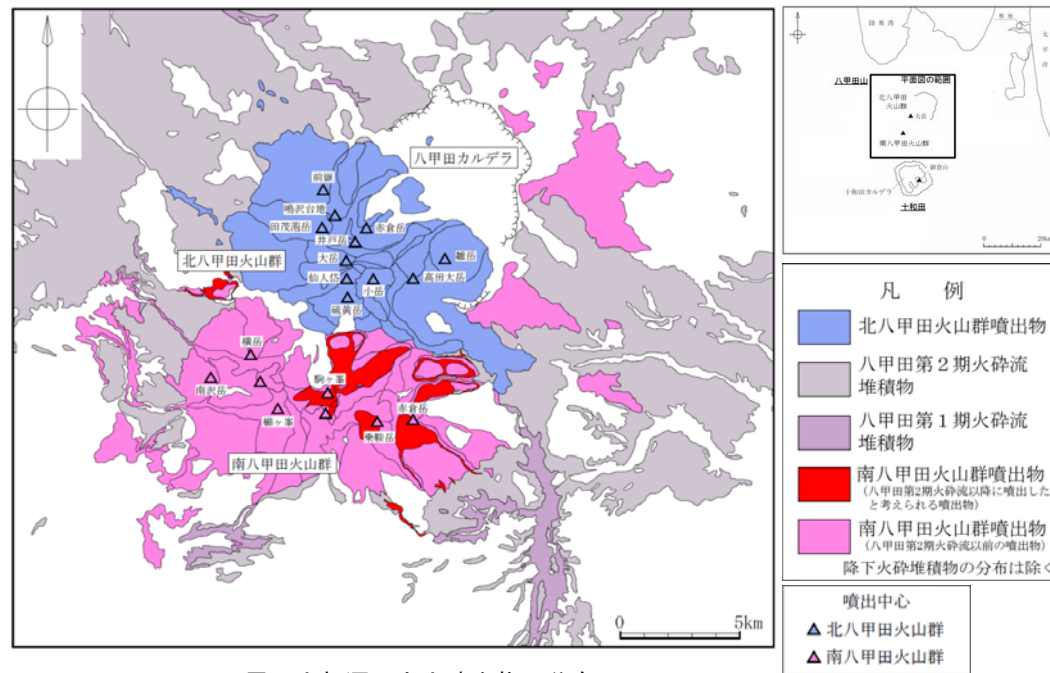 八甲田カルデラ
前嶽
鳴沢台地
田茂萢岳
赤倉岳
井戸岳
大岳
雛岳
北八甲田火山群
仙人岱
小岳
高田大岳
硫黄岳
横岳
南沢岳
駒ヶ峯
櫛ヶ峯
赤倉岳
乗鞍岳
南八甲田火山群
0 5km
陸奥湾
太平洋
八甲田山
平面図の範囲
北八甲田
火山群
大岳
南八甲田火山群
十和田カルデラ
十和田
0 20km
凡 例
北八甲田火山群噴出物
八甲田第2期火砕流
堆積物
八甲田第1期火砕流
堆積物
南八甲田火山群噴出物
(八甲田第2期火砕流以降に噴出した
と考えられる噴出物)
南八甲田火山群噴出物
(八甲田第2期火砕流以前の噴出物)
降下火砕堆積物の分布は除く
噴出中心
北八甲田火山群
南八甲田火山群